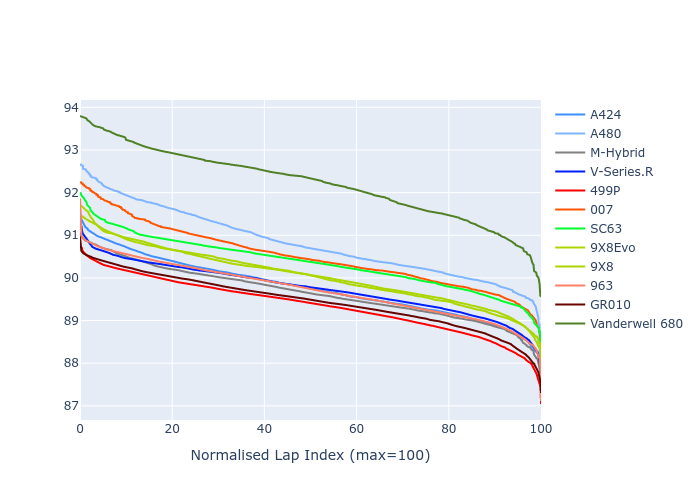 94
93
92
91
90
89
88
87
0 20 40 60 80 100
Normalised Lap Index (max=100)
A424
A480
M-Hybrid
V-Series.R
499P
007
SC63
9X8Evo
9X8
963
GR010
Vanderwell 680